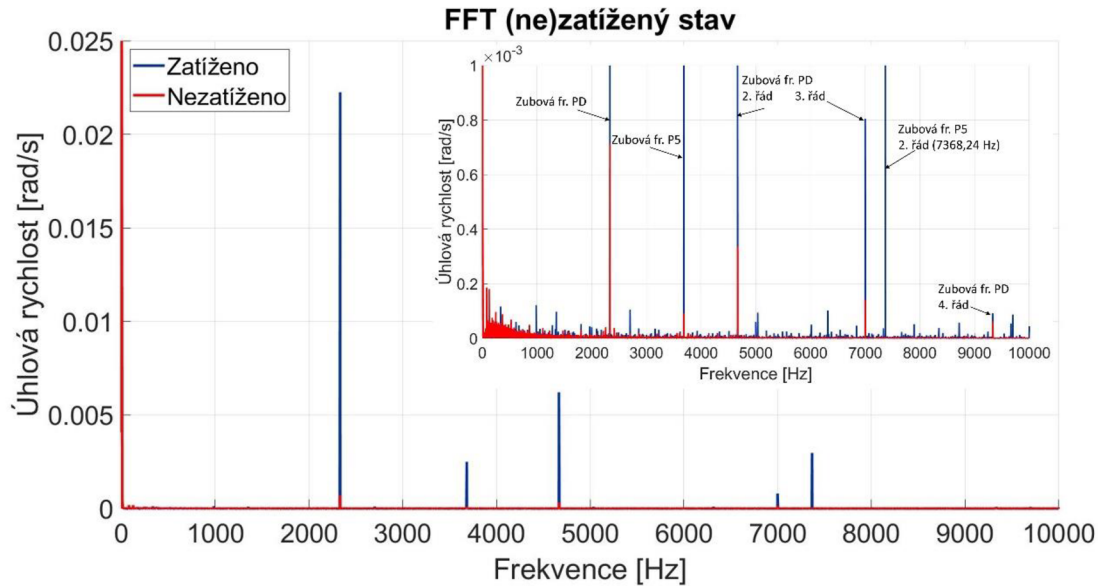 FFT (ne)zatížený stav
Zatíženo
Nezatíženo
Úhlová rychlost [rad/s]
0.025
0.02
0.015
0.01
0.005
0
0 1000 2000 3000 4000 5000 6000 7000 8000 9000 10000
Frekvence [Hz]
×10⁻³
Úhlová rychlost [rad/s]
1
0.8
0.6
0.4
0.2
0
Zubová fr. PD
Zubová fr. P5
Zubová fr. PD
2. řád 3. řád
Zubová fr. P5
2. řád (7368,24 Hz)
Zubová fr. PD
4. řád
0 1000 2000 3000 4000 5000 6000 7000 8000 9000 10000
Frekvence [Hz]